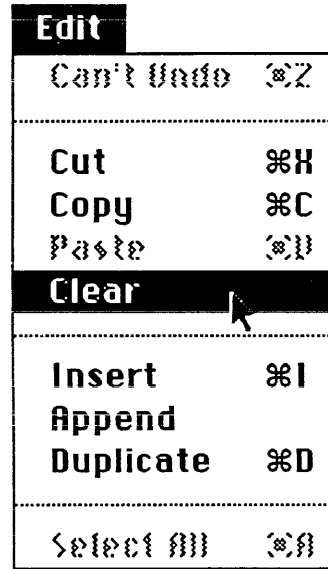 Edit
Can't Undo ⌘Z
Cut ⌘X
Copy ⌘C
Paste ⌘V
Clear
Insert ⌘I
Append
Duplicate ⌘D
Select All ⌘A